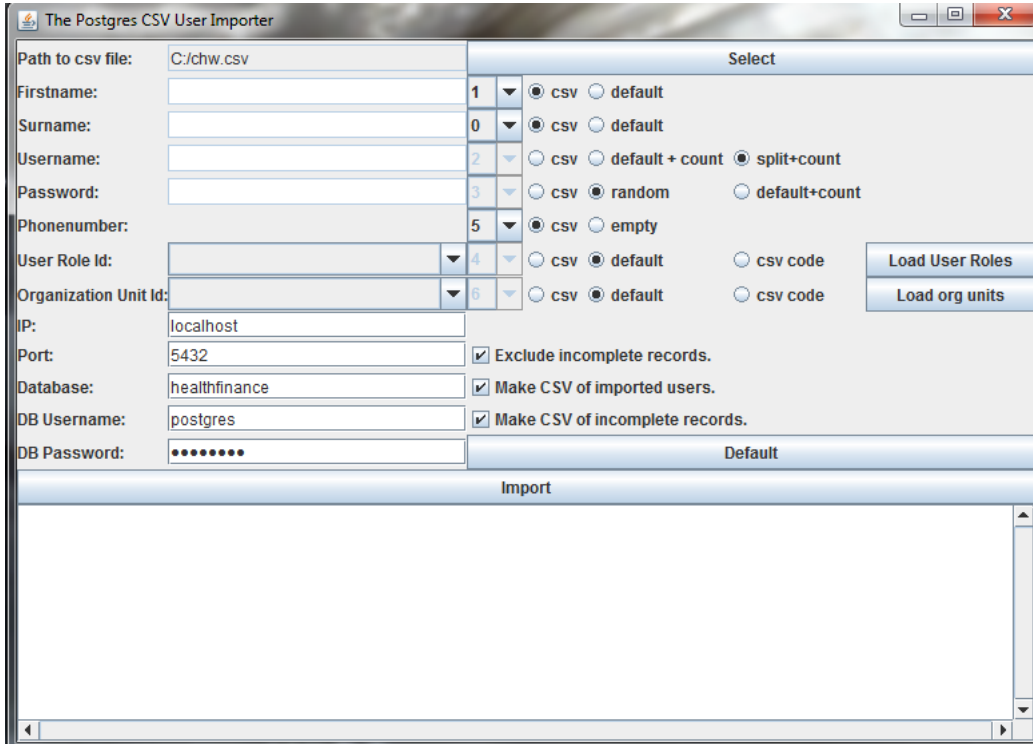 The Postgres CSV User Importer
Path to csv file: C:/chw.csv Select
Firstname: 1 csv default
Surname: 0 csv default
Username: 2 csv default + count split+count
Password: 3 csv random default+count
Phonenumber: 5 csv empty
User Role Id: 4 csv default csv code Load User Roles
Organization Unit Id: 6 csv default csv code Load org units
IP: localhost
Port: 5432 Exclude incomplete records.
Database: healthfinance Make CSV of imported users.
DB Username: postgres Make CSV of incomplete records.
DB Password: ●●●●●●●● Default
Import